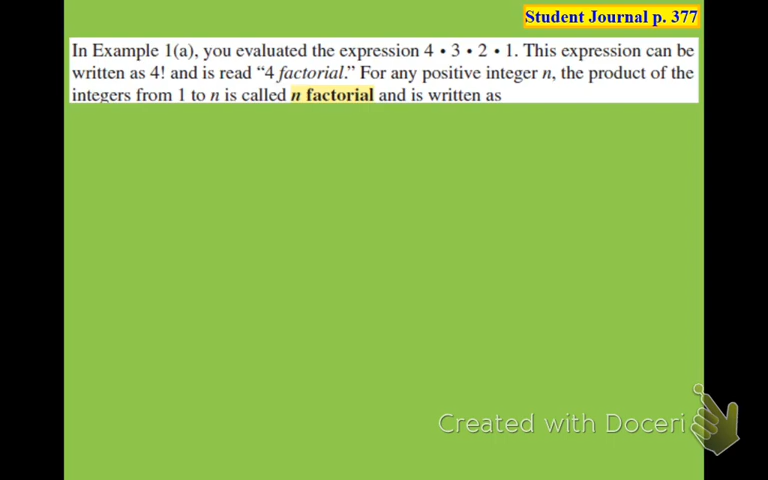 Student Journal p. 377
In Example 1(a), you evaluated the expression 4 • 3 • 2 • 1. This expression can be
written as 4! and is read “4 factorial.” For any positive integer n, the product of the
integers from 1 to n is called n factorial and is written as
Created with Doceri